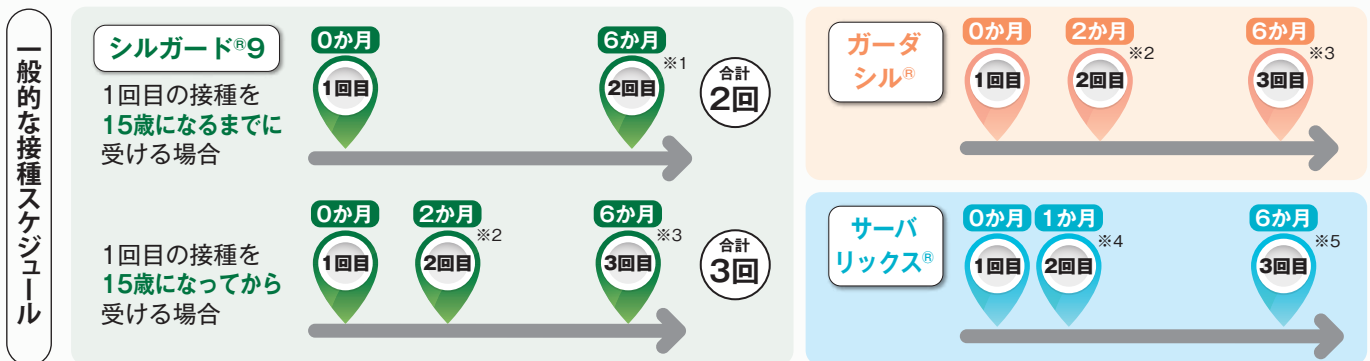 一般的な接種スケジュール
シルガード®9
1回目の接種を
15歳になるまでに
受ける場合
0か月
1回目
6か月
※1
2回目
合計
2回
1回目の接種を
15歳になってから
受ける場合
0か月
1回目
2か月
※2
2回目
6か月
※3
3回目
合計
3回
ガーダ
シル®
0か月
1回目
2か月
※2
2回目
6か月
※3
3回目
サーバ
リックス®
0か月
1回目
1か月
※4
2回目
6か月
※5
3回目